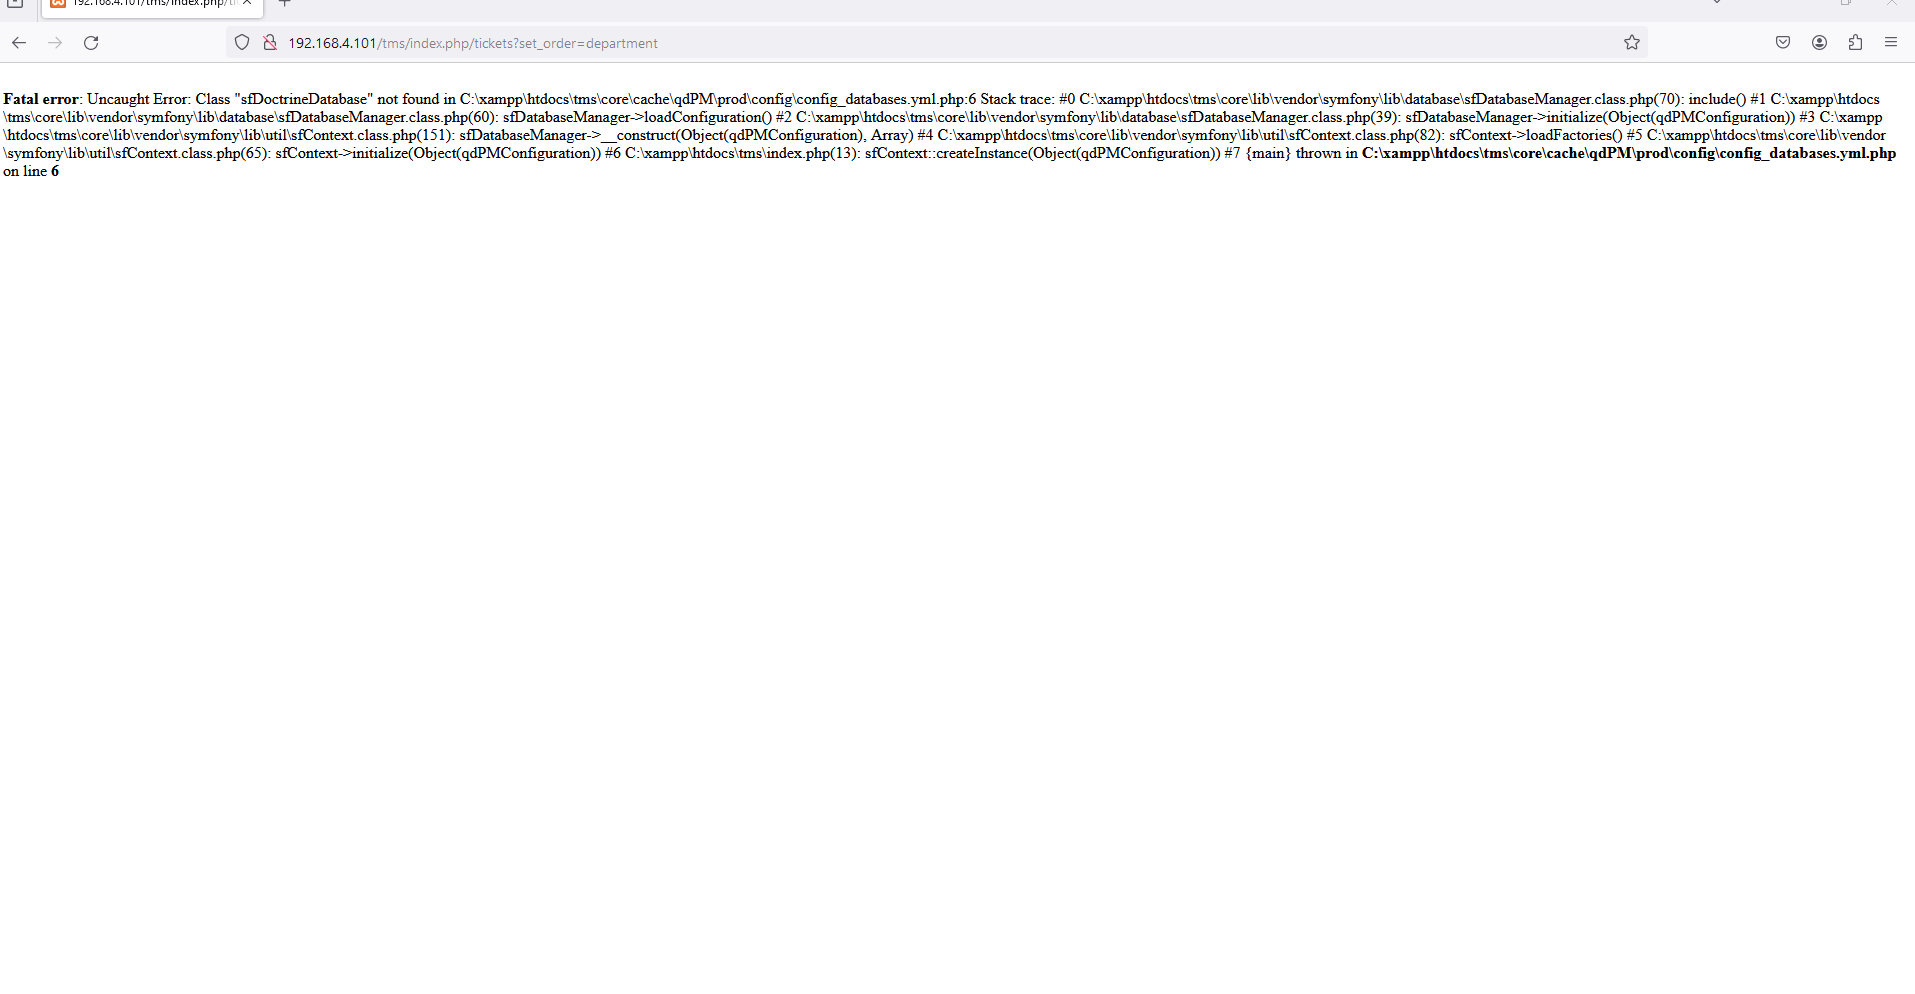 192.168.4.101/tms/index.php/ti
192.168.4.101/tms/index.php/tickets?set_order=department
Fatal error: Uncaught Error: Class "sfDoctrineDatabase" not found in C:\xampp\htdocs\tms\core\cache\qdPM\prod\config\config_databases.yml.php:6 Stack trace: #0 C:\xampp\htdocs\tms\core\lib\vendor\symfony\lib\database\sfDatabaseManager.class.php(70): include() #1 C:\xampp\htdocs
\tms\core\lib\vendor\symfony\lib\database\sfDatabaseManager.class.php(60): sfDatabaseManager->loadConfiguration() #2 C:\xampp\htdocs\tms\core\lib\vendor\symfony\lib\database\sfDatabaseManager.class.php(39): sfDatabaseManager->initialize(Object(qdPMConfiguration)) #3 C:\xampp
\htdocs\tms\core\lib\vendor\symfony\lib\util\sfContext.class.php(151): sfDatabaseManager->__construct(Object(qdPMConfiguration), Array) #4 C:\xampp\htdocs\tms\core\lib\vendor\symfony\lib\util\sfContext.class.php(82): sfContext->loadFactories() #5 C:\xampp\htdocs\tms\core\lib\vendor
\symfony\lib\util\sfContext.class.php(65): sfContext->initialize(Object(qdPMConfiguration)) #6 C:\xampp\htdocs\tms\index.php(13): sfContext::createInstance(Object(qdPMConfiguration)) #7 {main} thrown in C:\xampp\htdocs\tms\core\cache\qdPM\prod\config\config_databases.yml.php
on line 6